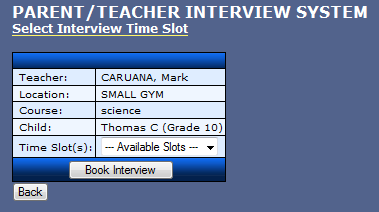 PARENT/TEACHER INTERVIEW SYSTEM
Select Interview Time Slot
Teacher: CARUANA, Mark
Location: SMALL GYM
Course: science
Child: Thomas C (Grade 10)
Time Slot(s): --- Available Slots ---
Book Interview
Back